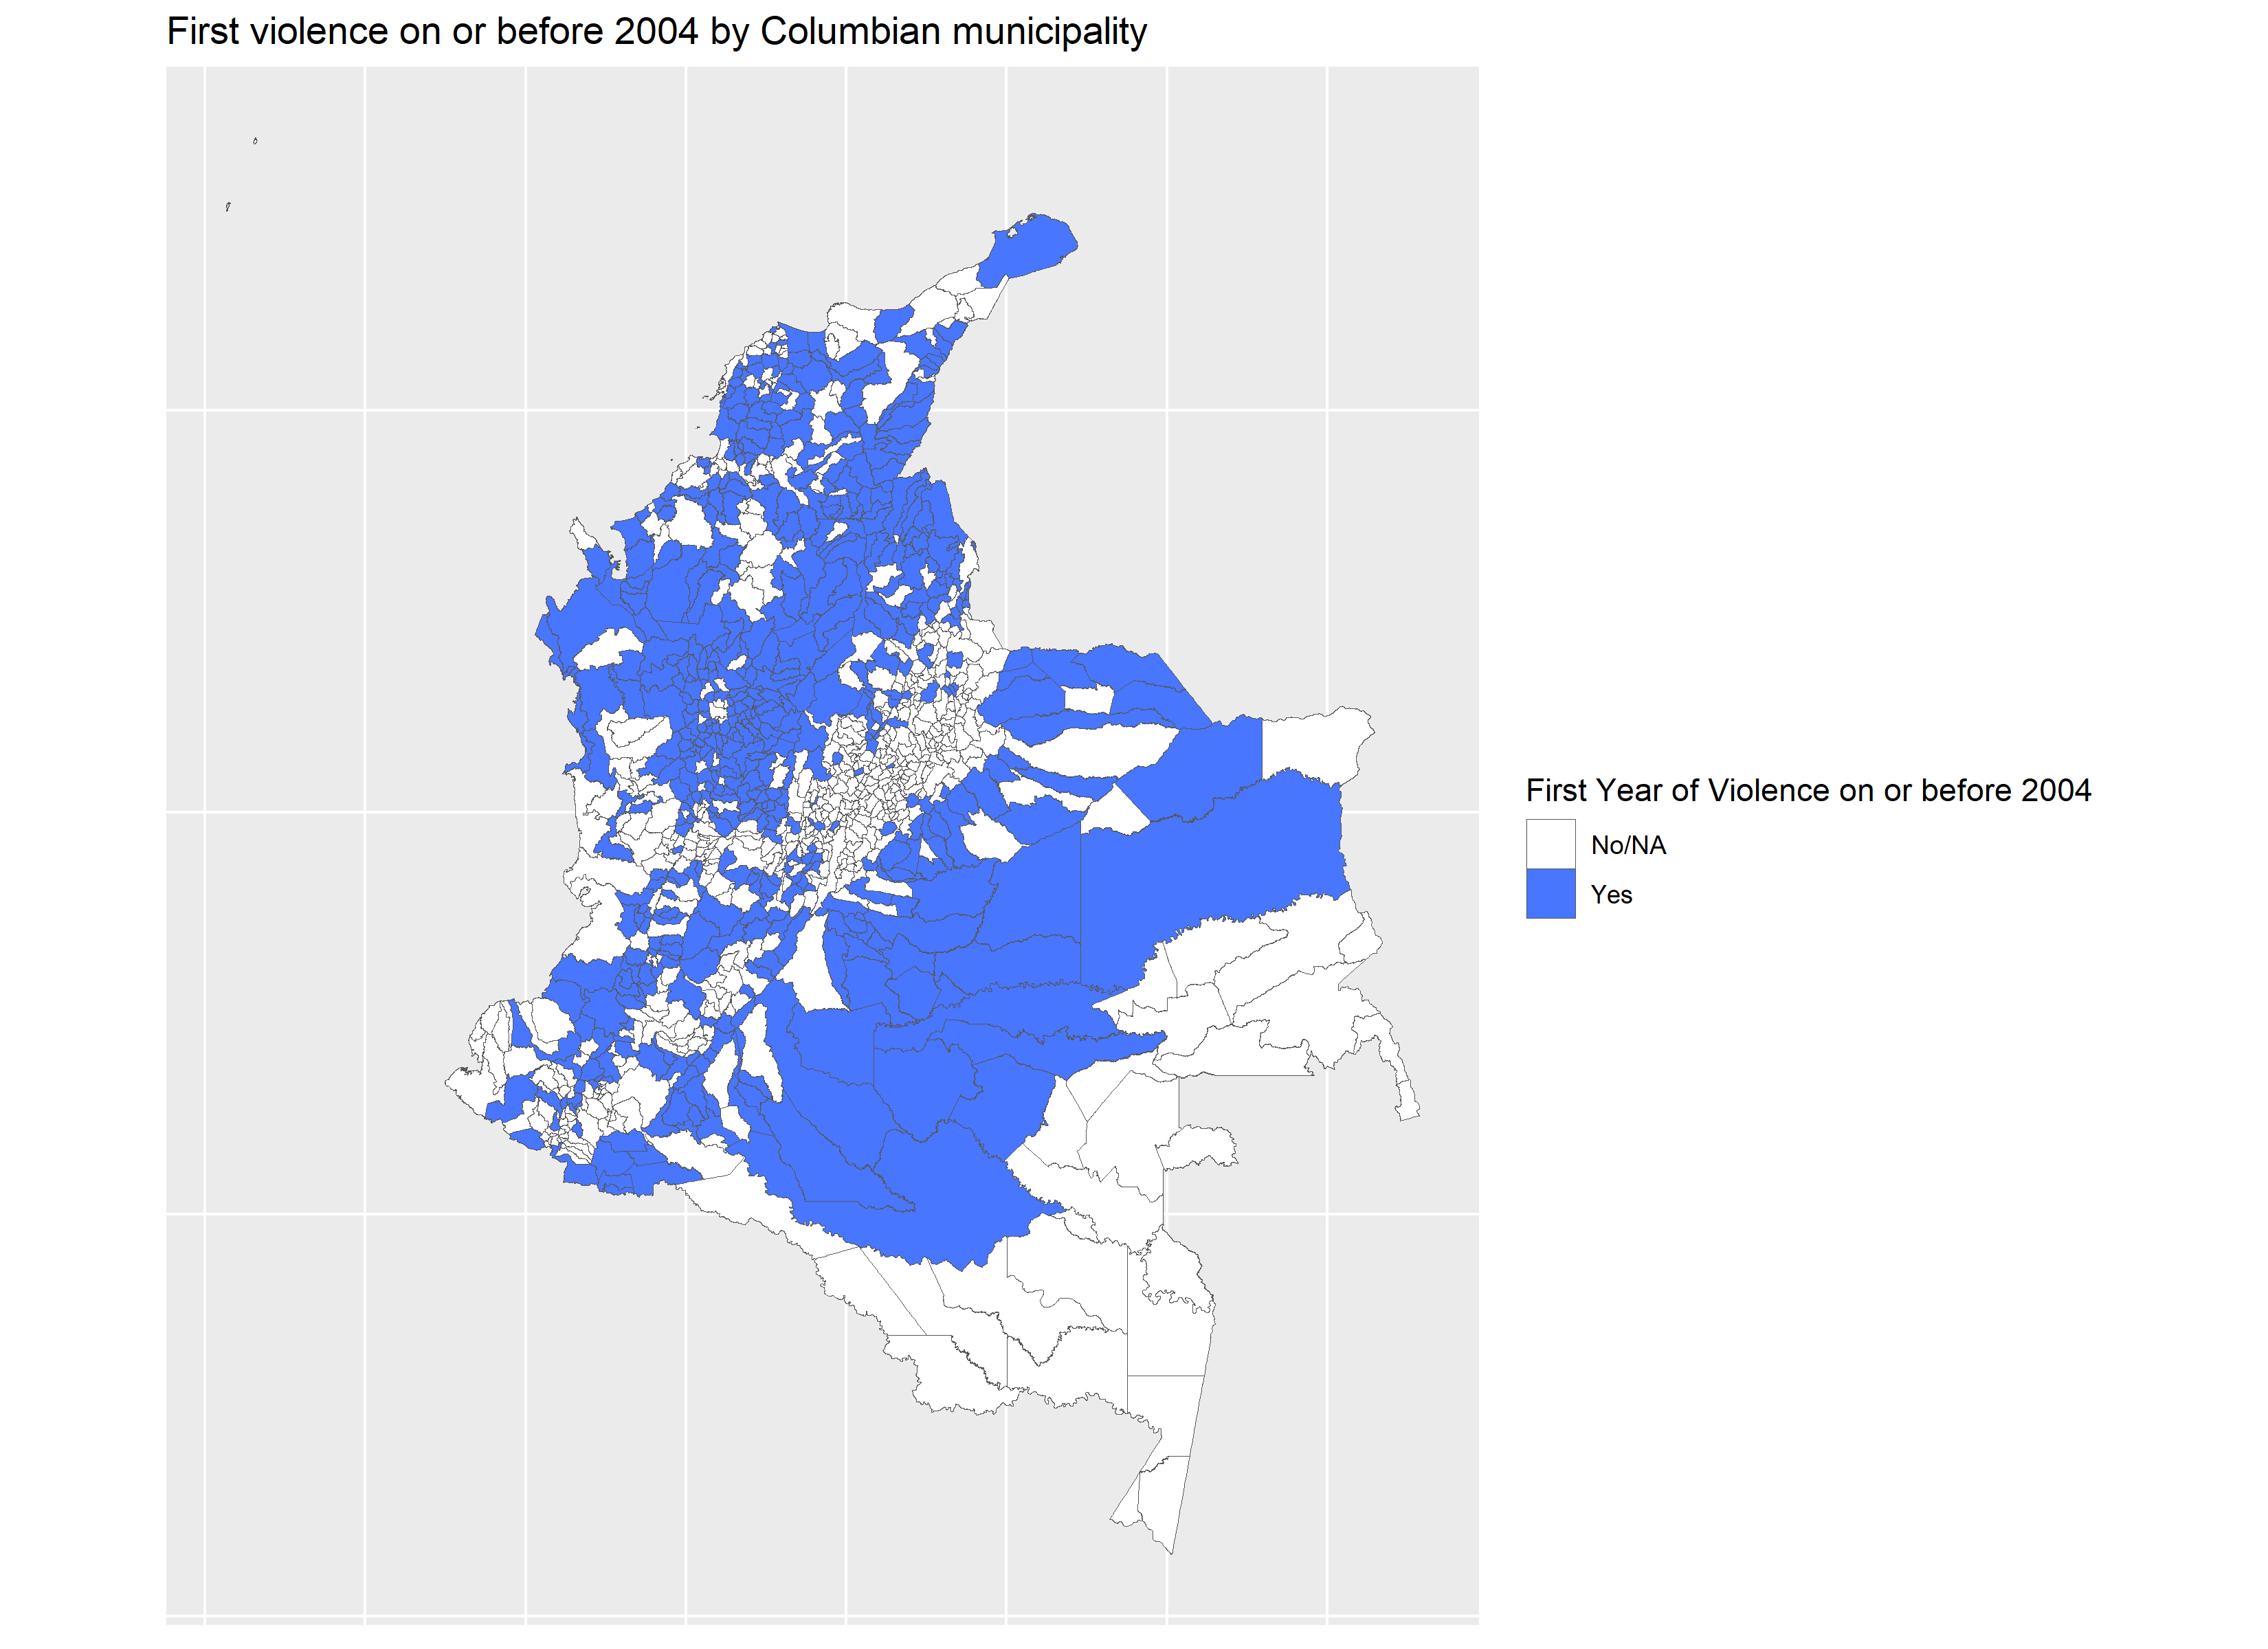 First violence on or before 2004 by Columbian municipality
First Year of Violence on or before 2004
No/NA
Yes